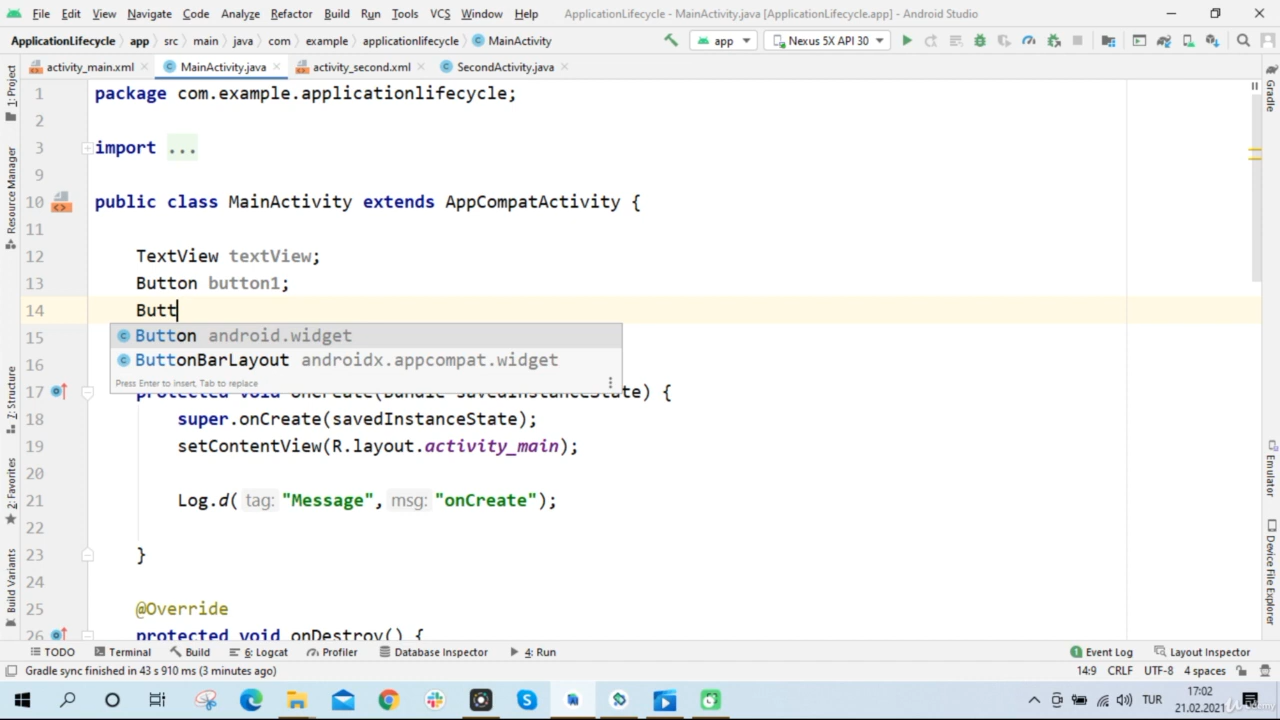 File Edit View Navigate Code Analyze Refactor Build Run Tools VCS Window Help ApplicationLifecycle - MainActivity.java [ApplicationLifecycle.app] - Android Studio
ApplicationLifecycle app src main java com example applicationlifecycle MainActivity app Nexus 5X API 30
activity_main.xml MainActivity.java activity_second.xml SecondActivity.java
1: Project
Resource Manager
Z: Structure
2: Favorites
Build Variants
Gradle
Emulator
Device File Explorer
1 package com.example.applicationlifecycle;
2
3 import ...
9
10 public class MainActivity extends AppCompatActivity {
11
12 TextView textView;
13 Button button1;
14 Butt
15 Button android.widget
16 ButtonBarLayout androidx.appcompat.widget
Press Enter to insert, Tab to replace
17 protected void onCreate(Bundle savedInstanceState) {
18 super.onCreate(savedInstanceState);
19 setContentView(R.layout.activity_main);
20
21 Log.d( tag: "Message", msg: "onCreate");
22
23 }
24
25 @Override
26 protected void onDestroy() {
TODO Terminal Build 6: Logcat Profiler Database Inspector 4: Run 1 Event Log Layout Inspector
Gradle sync finished in 43 s 910 ms (3 minutes ago) 14:9 CRLF UTF-8 4 spaces
TUR 17:02
21.02.2021
Udemy